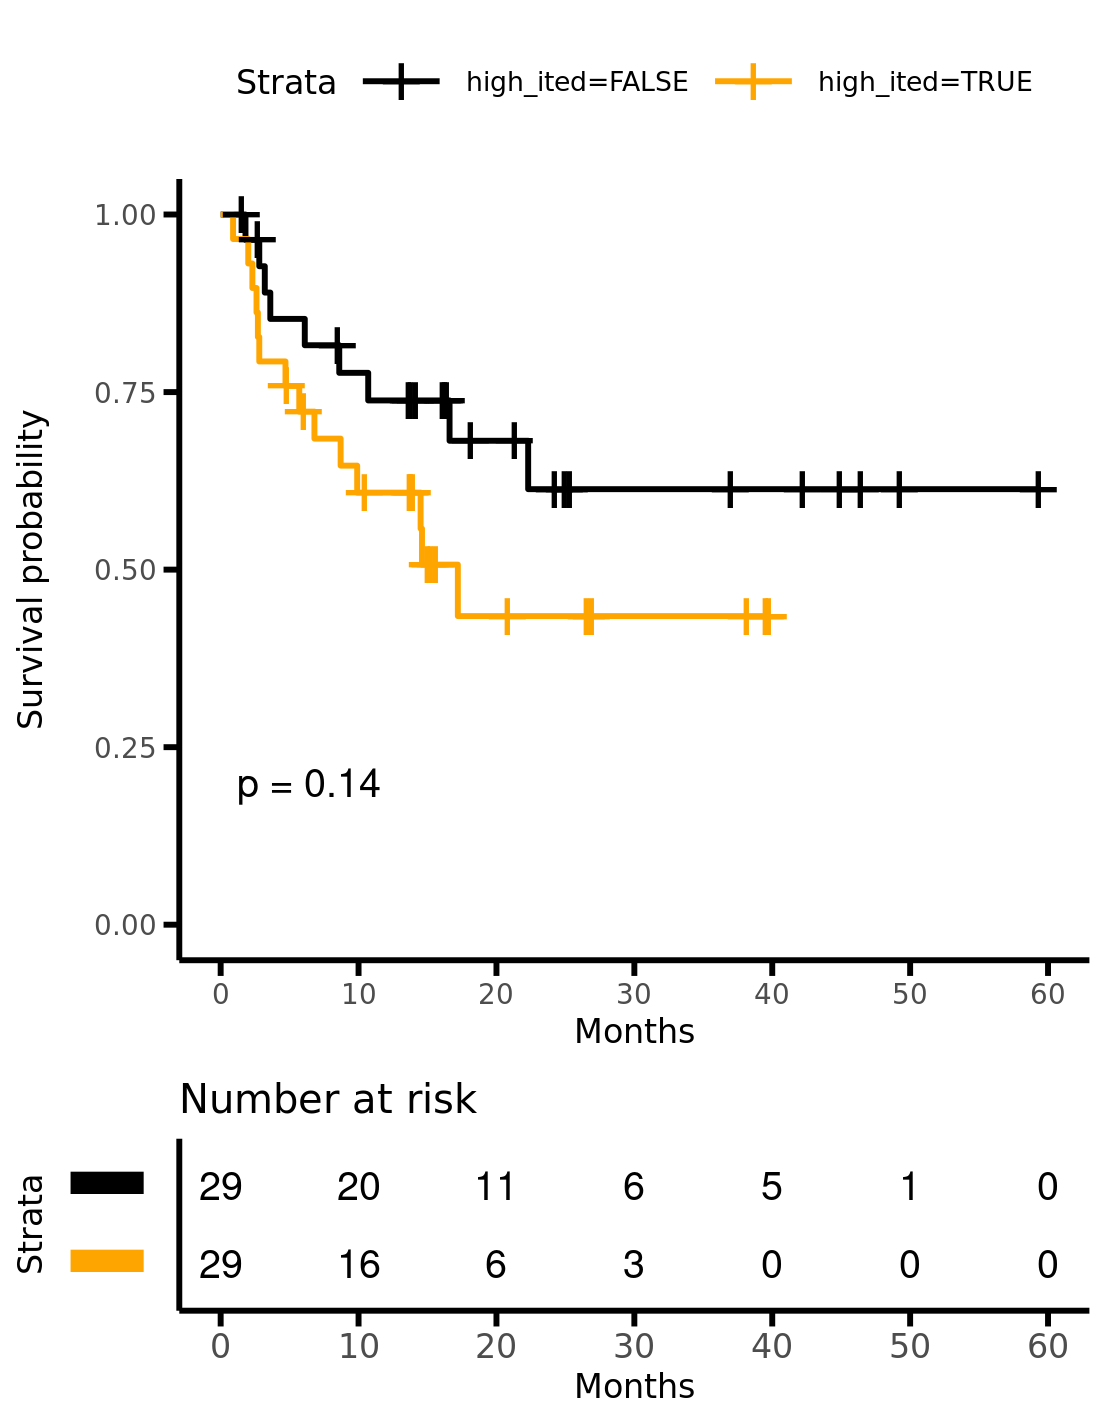 Strata high_ited=FALSE high_ited=TRUE
Survival probability
1.00
0.75
0.50
0.25
0.00
p = 0.14
0 10 20 30 40 50 60
Months
Number at risk
Strata
29 20 11 6 5 1 0
29 16 6 3 0 0 0
0 10 20 30 40 50 60
Months